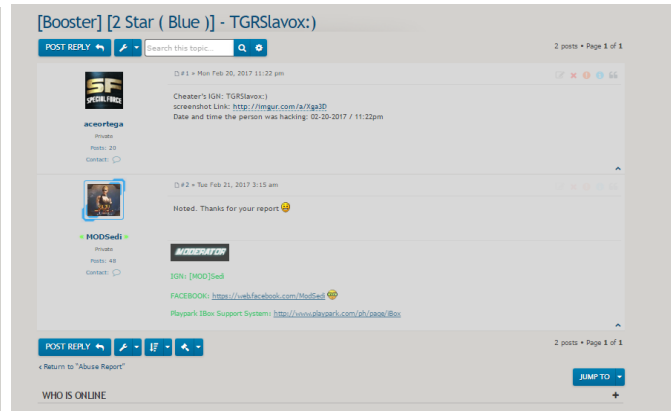 [Booster] [2 Star ( Blue )] - TGRSlavox:)
POST REPLY
Search this topic...
2 posts • Page 1 of 1
#1 » Mon Feb 20, 2017 11:22 pm
SF
SPECIAL FORCE
aceortega
Private
Posts: 20
Contact:
Cheater's IGN: TGRSlavox:)
screenshot Link: http://imgur.com/a/Xga3D
Date and time the person was hacking: 02-20-2017 / 11:22pm
#2 » Tue Feb 21, 2017 3:15 am
MODSedi
Private
Posts: 48
Contact:
Noted. Thanks for your report
MODERATOR
IGN: [MOD]Sedi
FACEBOOK: https://web.facebook.com/ModSedi
Playpark IBox Support System: http://www.playpark.com/ph/page/iBox
POST REPLY
2 posts • Page 1 of 1
‹ Return to "Abuse Report"
JUMP TO
WHO IS ONLINE
+